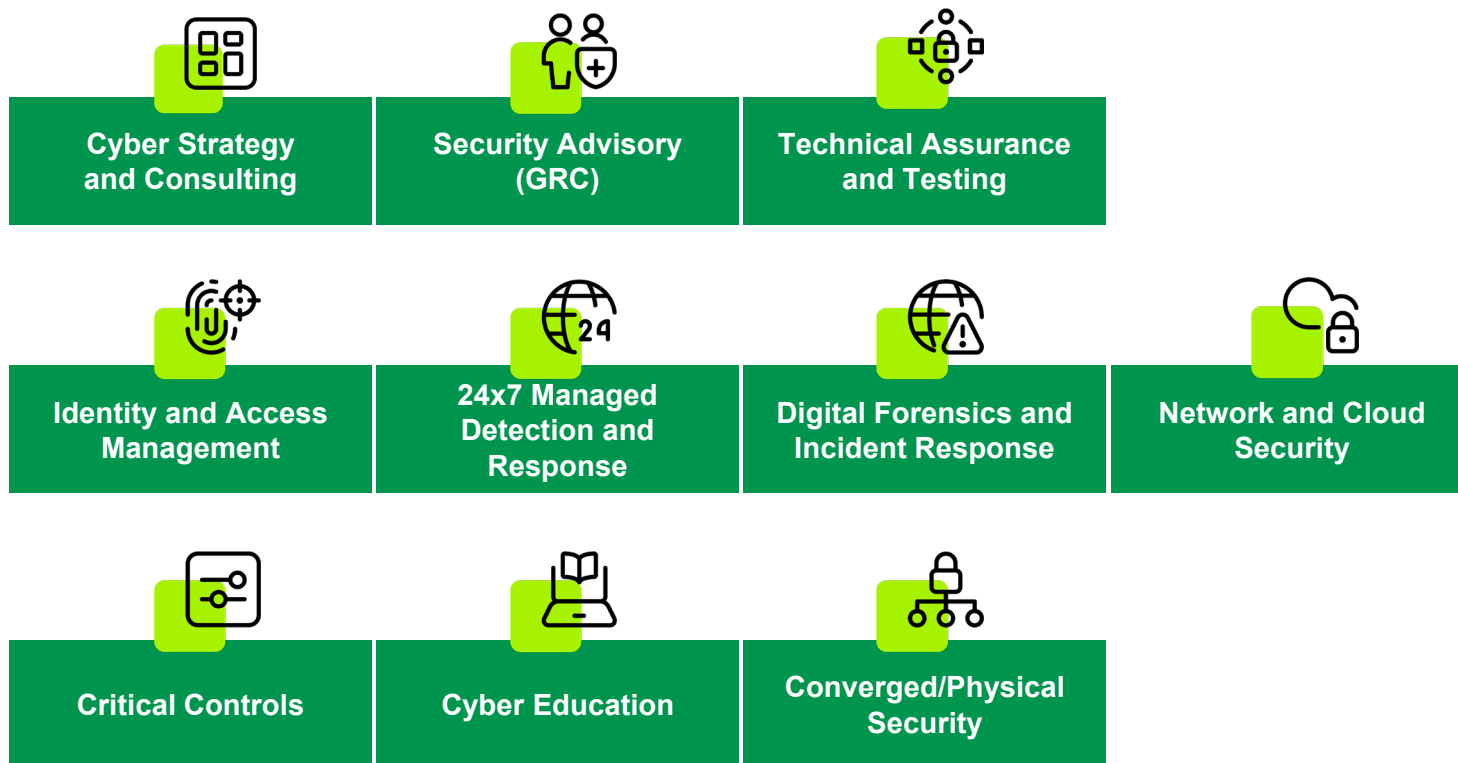 Cyber Strategy
and Consulting
Security Advisory
(GRC)
Technical Assurance
and Testing
Identity and Access
Management
24
24x7 Managed
Detection and
Response
Digital Forensics and
Incident Response
Network and Cloud
Security
Critical Controls
Cyber Education
Converged/Physical
Security